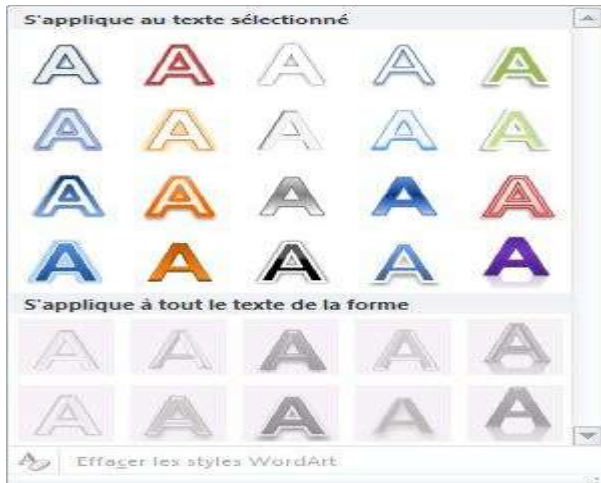 S'applique au texte sélectionné
A A A A A
A A A A A
A A A A A
A A A A A
S'applique à tout le texte de la forme
A A A A A
A A A A A
Effacer les styles WordArt